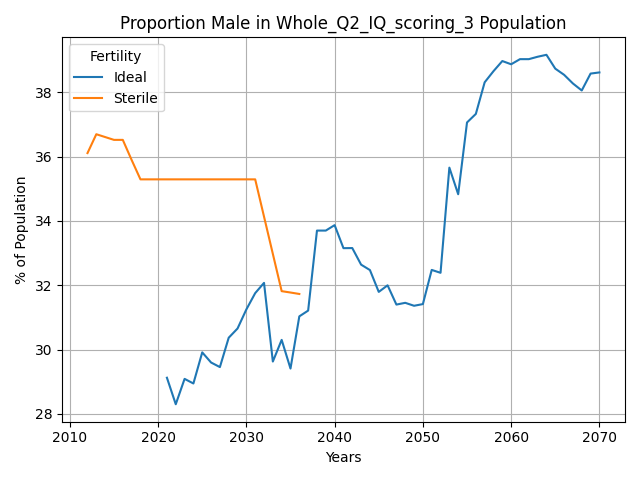 Proportion Male in Whole_Q2_IQ_scoring_3 Population
Fertility
Ideal
Sterile
% of Population
38
36
34
32
30
28
2010 2020 2030 2040 2050 2060 2070
Years